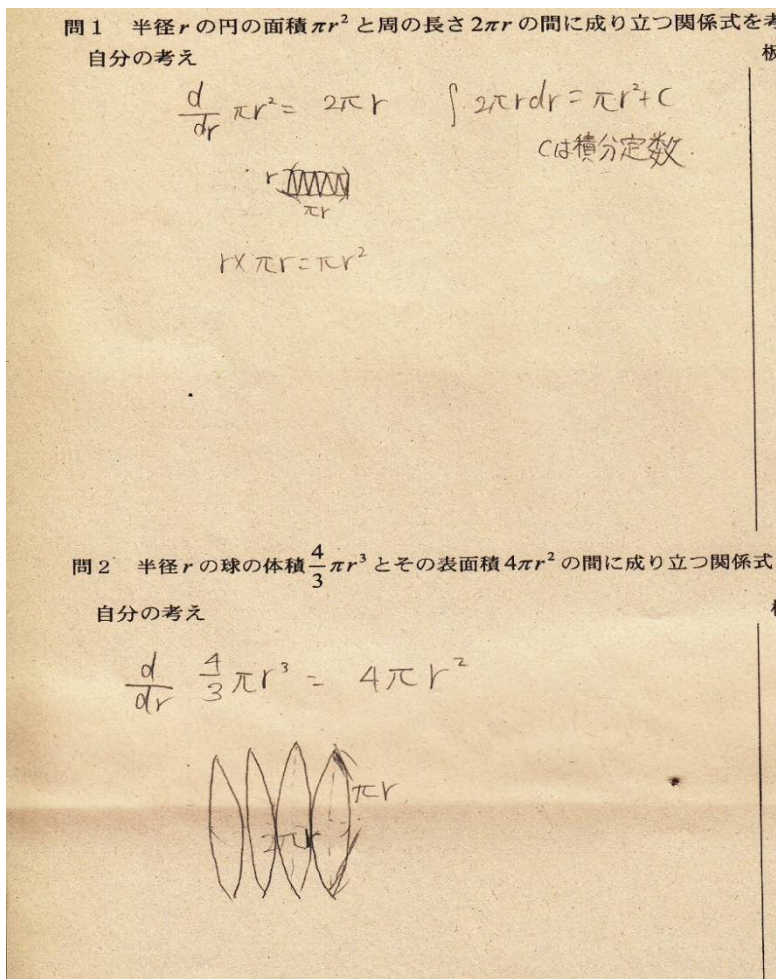 問1 半径rの円の面積πr²と周の長さ2πrの間に成り立つ関係式を考
自分の考え
板
d/dr πr² = 2πr ∫2πrdr = πr²+C
Cは積分定数.
r
πr
r×πr=πr²
問2 半径rの球の体積4/3πr³とその表面積4πr²の間に成り立つ関係式
自分の考え
d/dr 4/3πr³ = 4πr²
πr
2πr